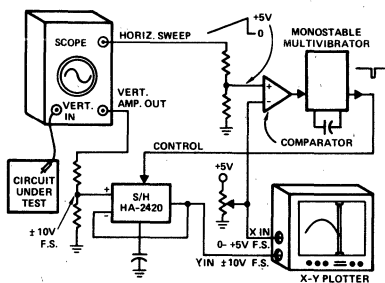 HORIZ. SWEEP
+5V
0
SCOPE
MONOSTABLE
MULTIVIBRATOR
VERT.
AMP. OUT
VERT.
IN
+
−
COMPARATOR
CONTROL
CIRCUIT
UNDER
TEST
+5V
+
−
S/H
HA-2420
± 10V
F.S.
X IN
0- +5V F.S.
YIN ±10V F.S.
X-Y PLOTTER